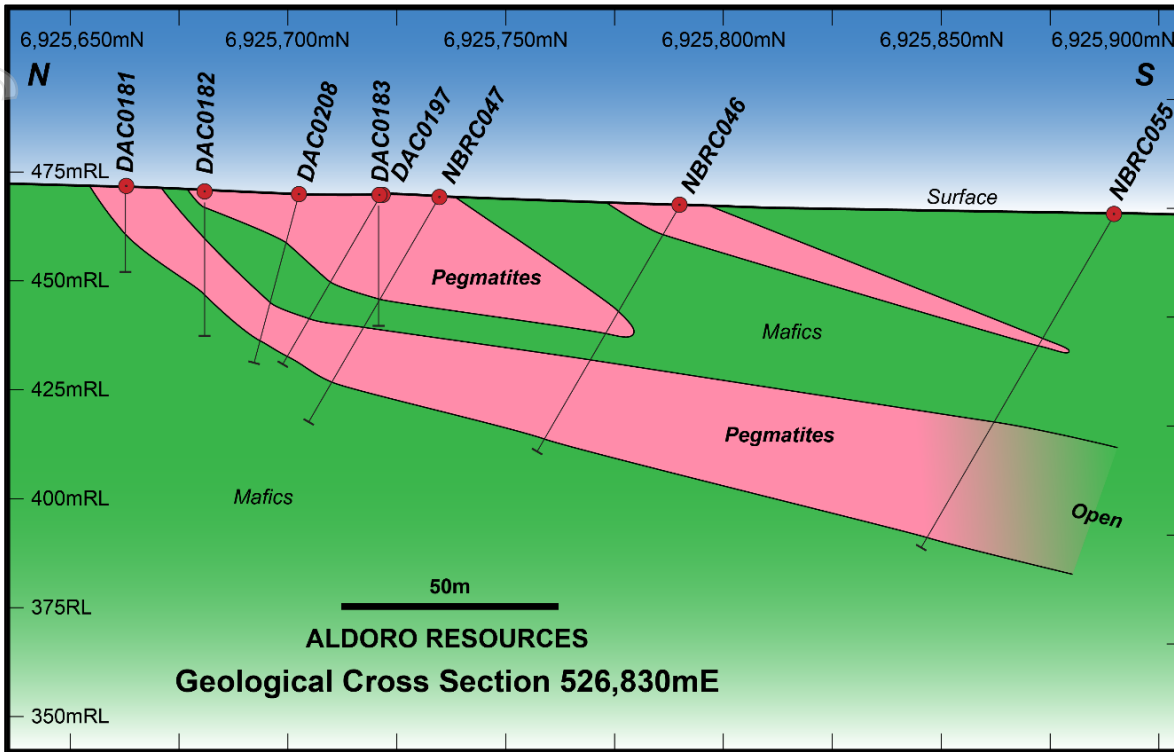 6,925,650mN 6,925,700mN 6,925,750mN 6,925,800mN 6,925,850mN 6,925,900mN
N S
DAC0181
DAC0182
DAC0208
DAC0183
DAC0197
NBRC047
NBRC046
NBRC055
475mRL
Surface
450mRL
Pegmatites
Mafics
425mRL
Pegmatites
400mRL
Mafics
Open
50m
375RL
ALDORO RESOURCES
Geological Cross Section 526,830mE
350mRL